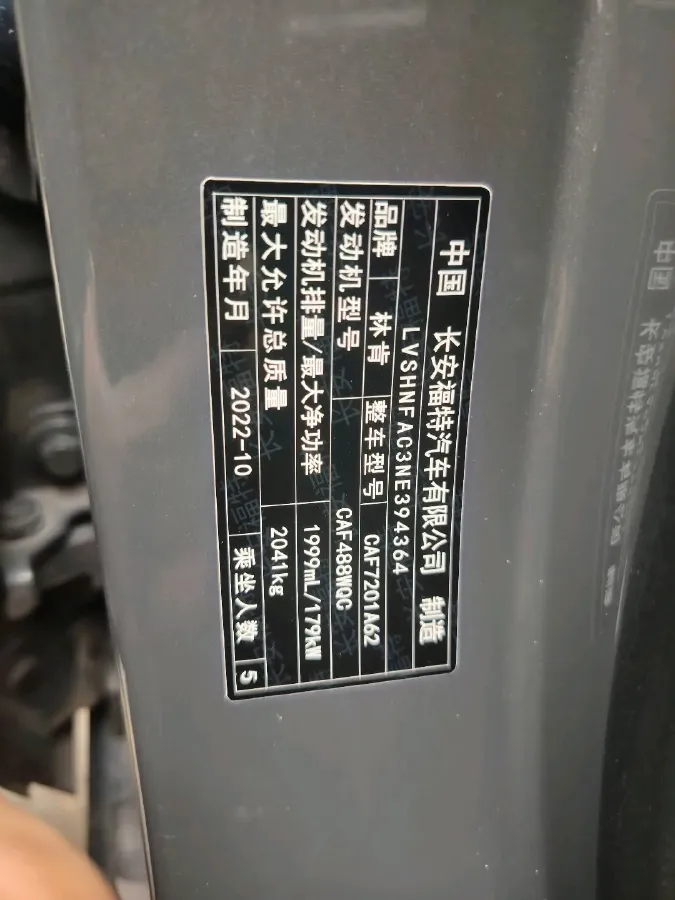 中国 长安福特汽车有限公司 制造
LVSHNFAC3NE394364
品牌 林肯 整车型号 CAF7201A62
发动机型号 CAF488WQC
发动机排量/最大净功率 1999mL/179kW
最大允许总质量 2041kg
制造年月 2022-10 乘坐人数 5